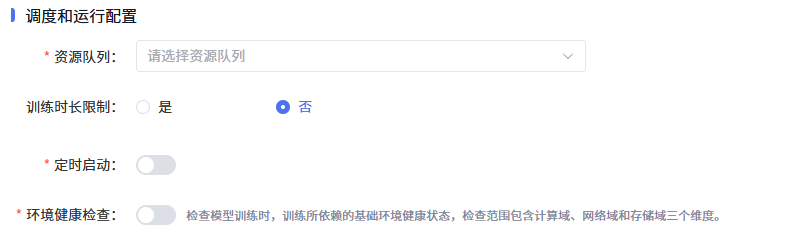 调度和运行配置
* 资源队列： 请选择资源队列
训练时长限制： 是 否
* 定时启动：
* 环境健康检查： 检查模型训练时，训练所依赖的基础环境健康状态，检查范围包含计算域、网络域和存储域三个维度。